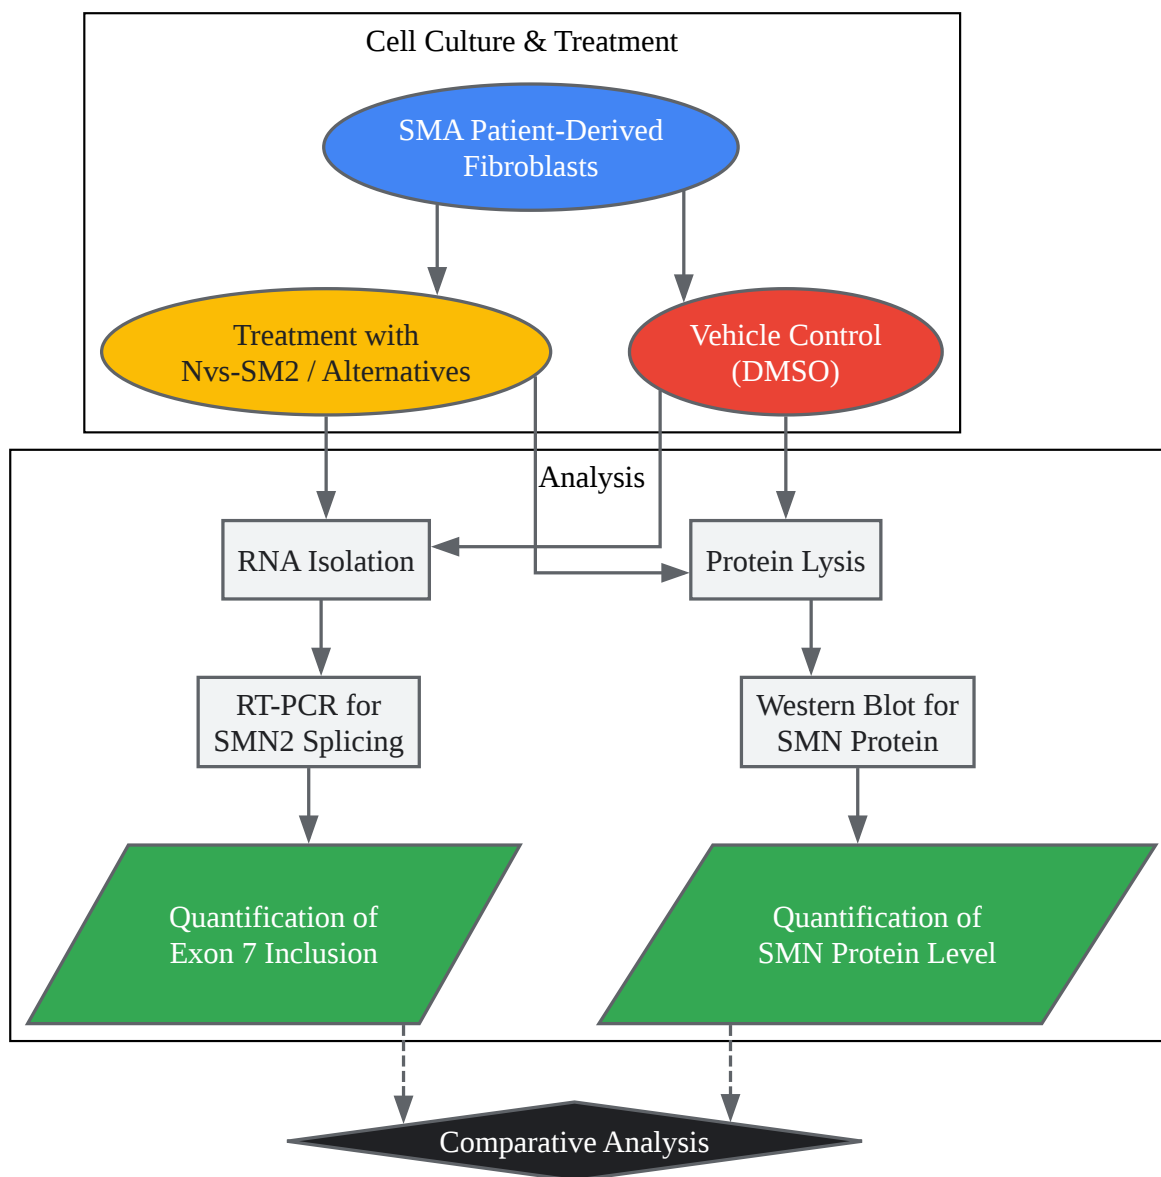 Cell Culture & Treatment
SMA Patient-Derived
Fibroblasts
Treatment with
Nvs-SM2 / Alternatives
Vehicle Control
(DMSO)
Analysis
RNA Isolation
Protein Lysis
RT-PCR for
SMN2 Splicing
Western Blot for
SMN Protein
Quantification of
Exon 7 Inclusion
Quantification of
SMN Protein Level
Comparative Analysis